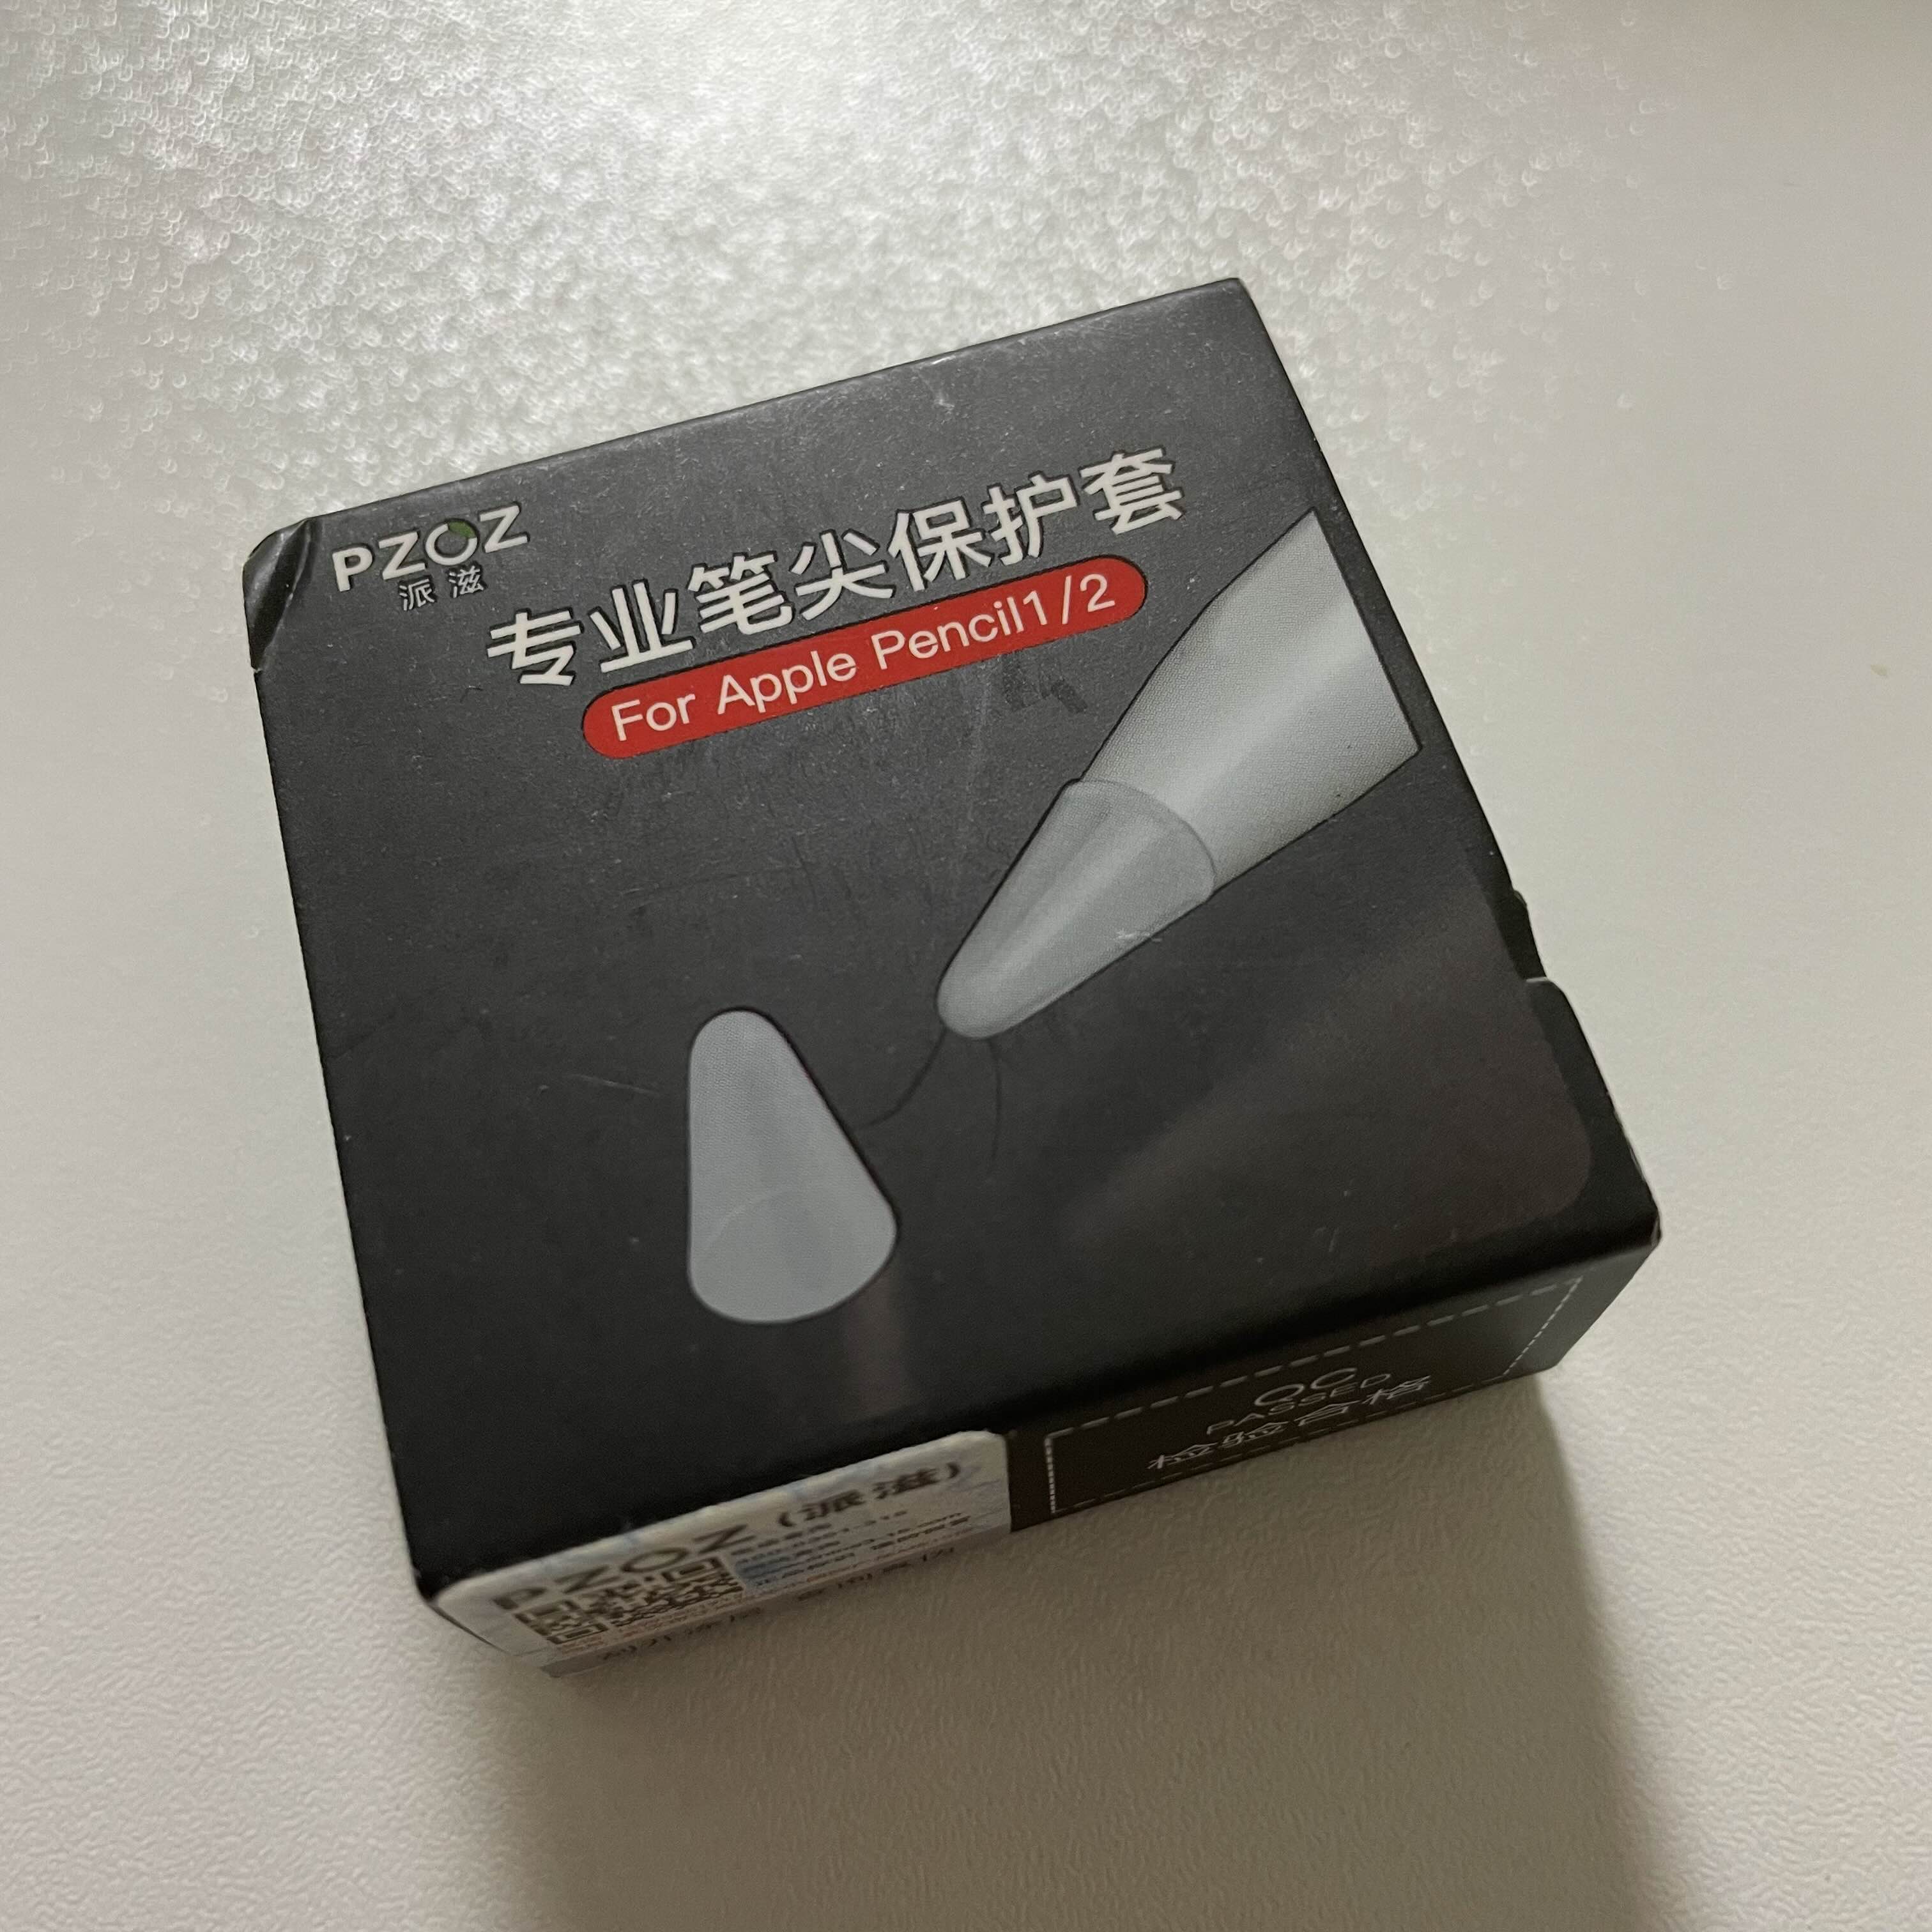 PZOZ
派滋
专业笔尖保护套
For Apple Pencil1/2
QC
PASSED
检验合格
PZOZ (派滋)